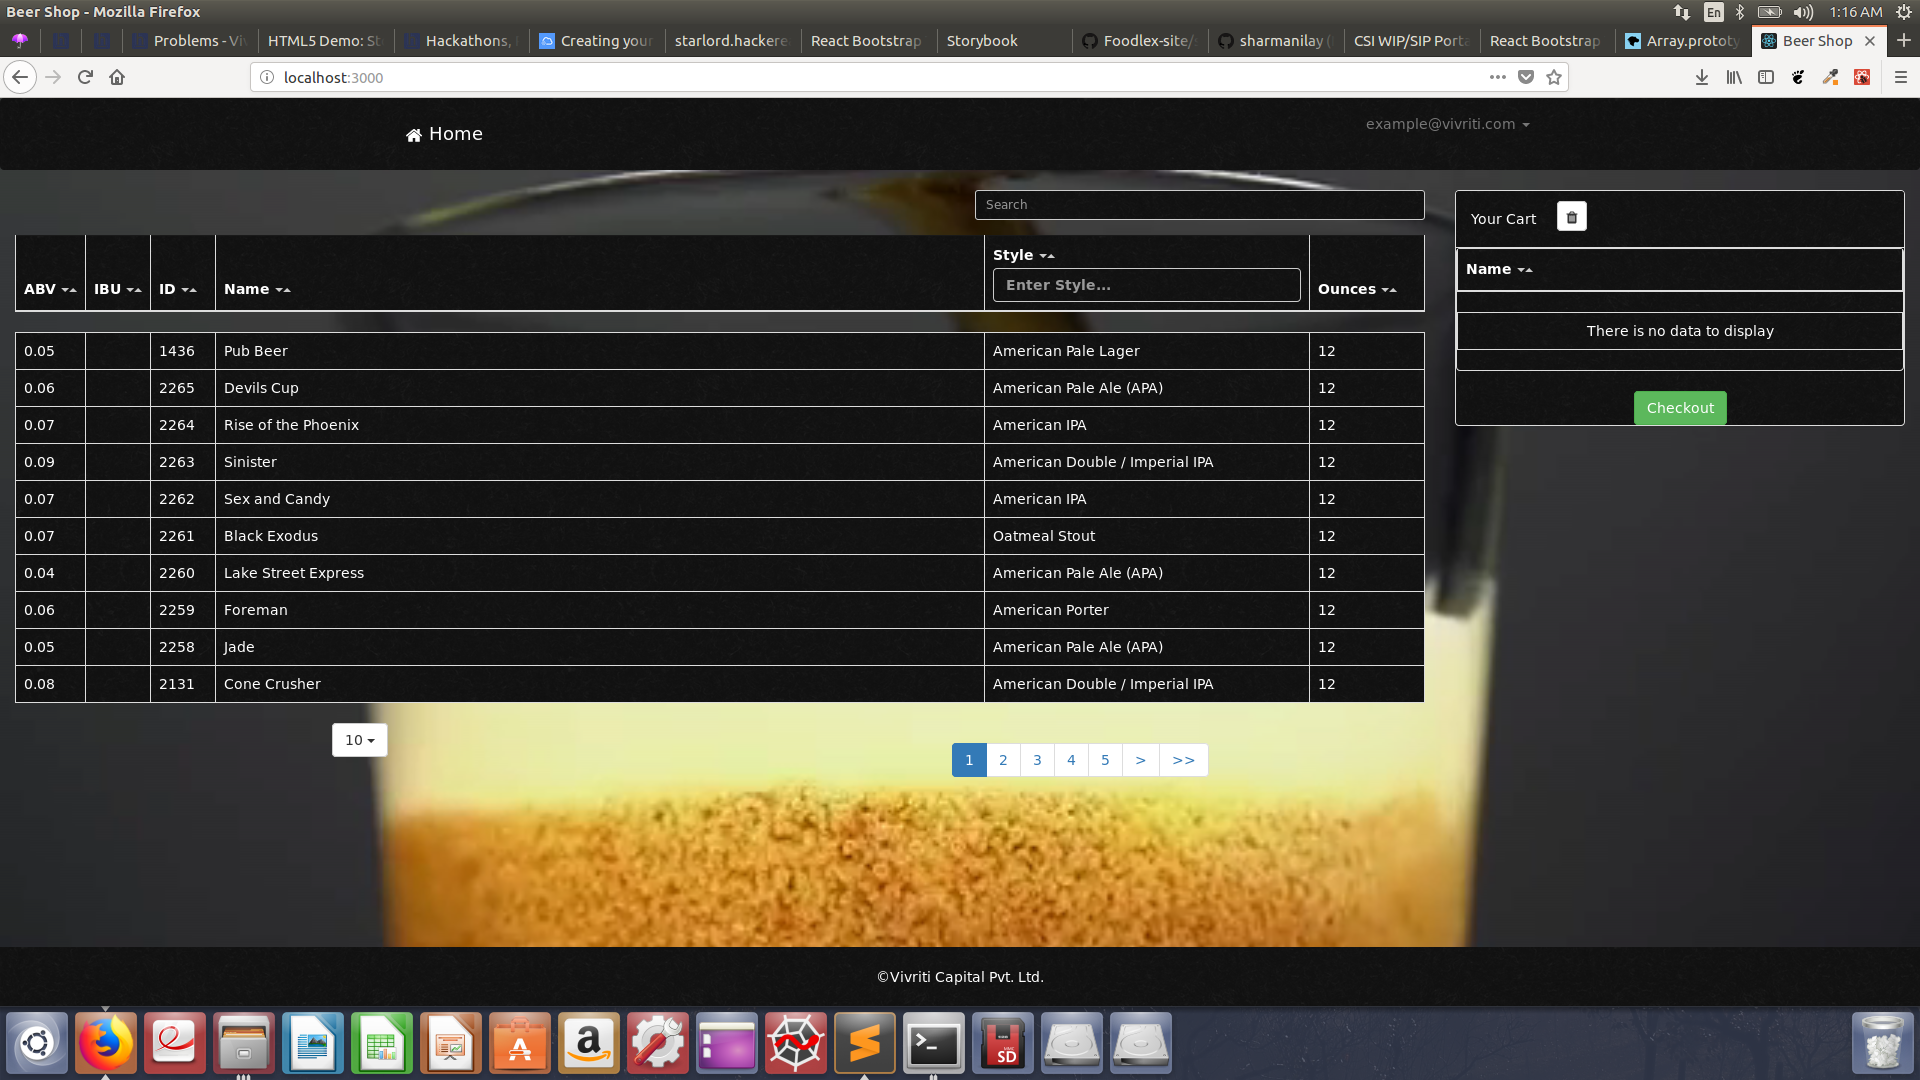 Beer Shop - Mozilla Firefox
En
1:16 AM
Problems - Vi
HTML5 Demo: St
Hackathons,
Creating your
starlord.hackere
React Bootstrap
Storybook
Foodlex-site/
sharmanilay (
CSI WIP/SIP Porta
React Bootstrap
Array.prototy
Beer Shop
localhost:3000
Home
example@vivriti.com
Search
Your Cart
ABV IBU ID Name Style Ounces
Enter Style...
Name
There is no data to display
Checkout
0.05 1436 Pub Beer American Pale Lager 12
0.06 2265 Devils Cup American Pale Ale (APA) 12
0.07 2264 Rise of the Phoenix American IPA 12
0.09 2263 Sinister American Double / Imperial IPA 12
0.07 2262 Sex and Candy American IPA 12
0.07 2261 Black Exodus Oatmeal Stout 12
0.04 2260 Lake Street Express American Pale Ale (APA) 12
0.06 2259 Foreman American Porter 12
0.05 2258 Jade American Pale Ale (APA) 12
0.08 2131 Cone Crusher American Double / Imperial IPA 12
10
1 2 3 4 5 > >>
©Vivriti Capital Pvt. Ltd.
SD